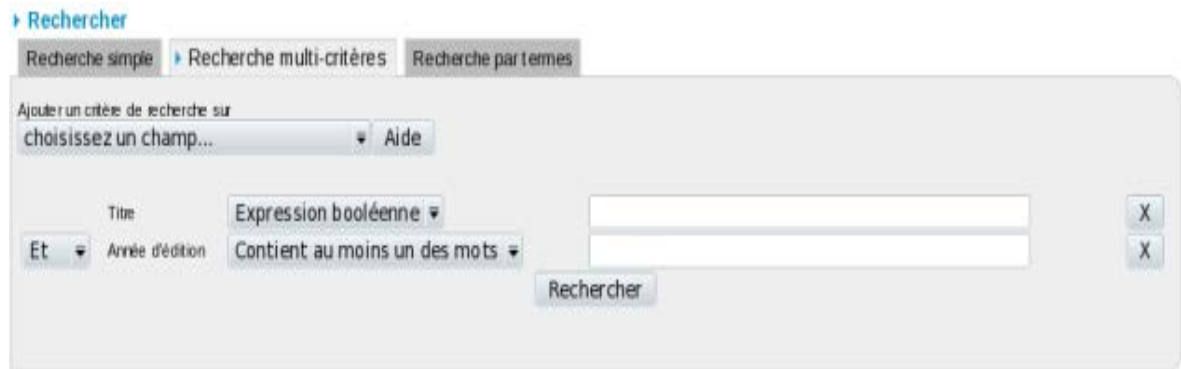 Rechercher
Recherche simple Recherche multi-critères Recherche par termes
Ajouter un critère de recherche sur
choisissez un champ... Aide
Titre Expression booléenne X
Et Année d'édition Contient au moins un des mots X
Rechercher